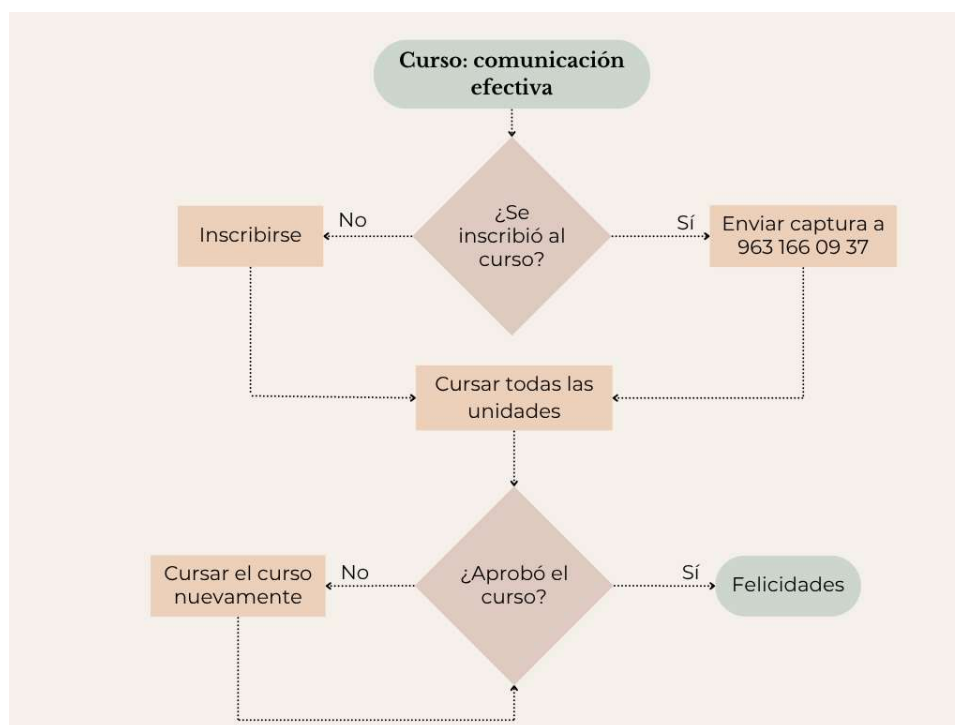 Curso: comunicación
efectiva
No
Sí
Inscribirse
¿Se
inscribió al
curso?
Enviar captura a
963 166 09 37
Cursar todas las
unidades
Cursar el curso
nuevamente
No
¿Aprobó el
curso?
Sí
Felicidades